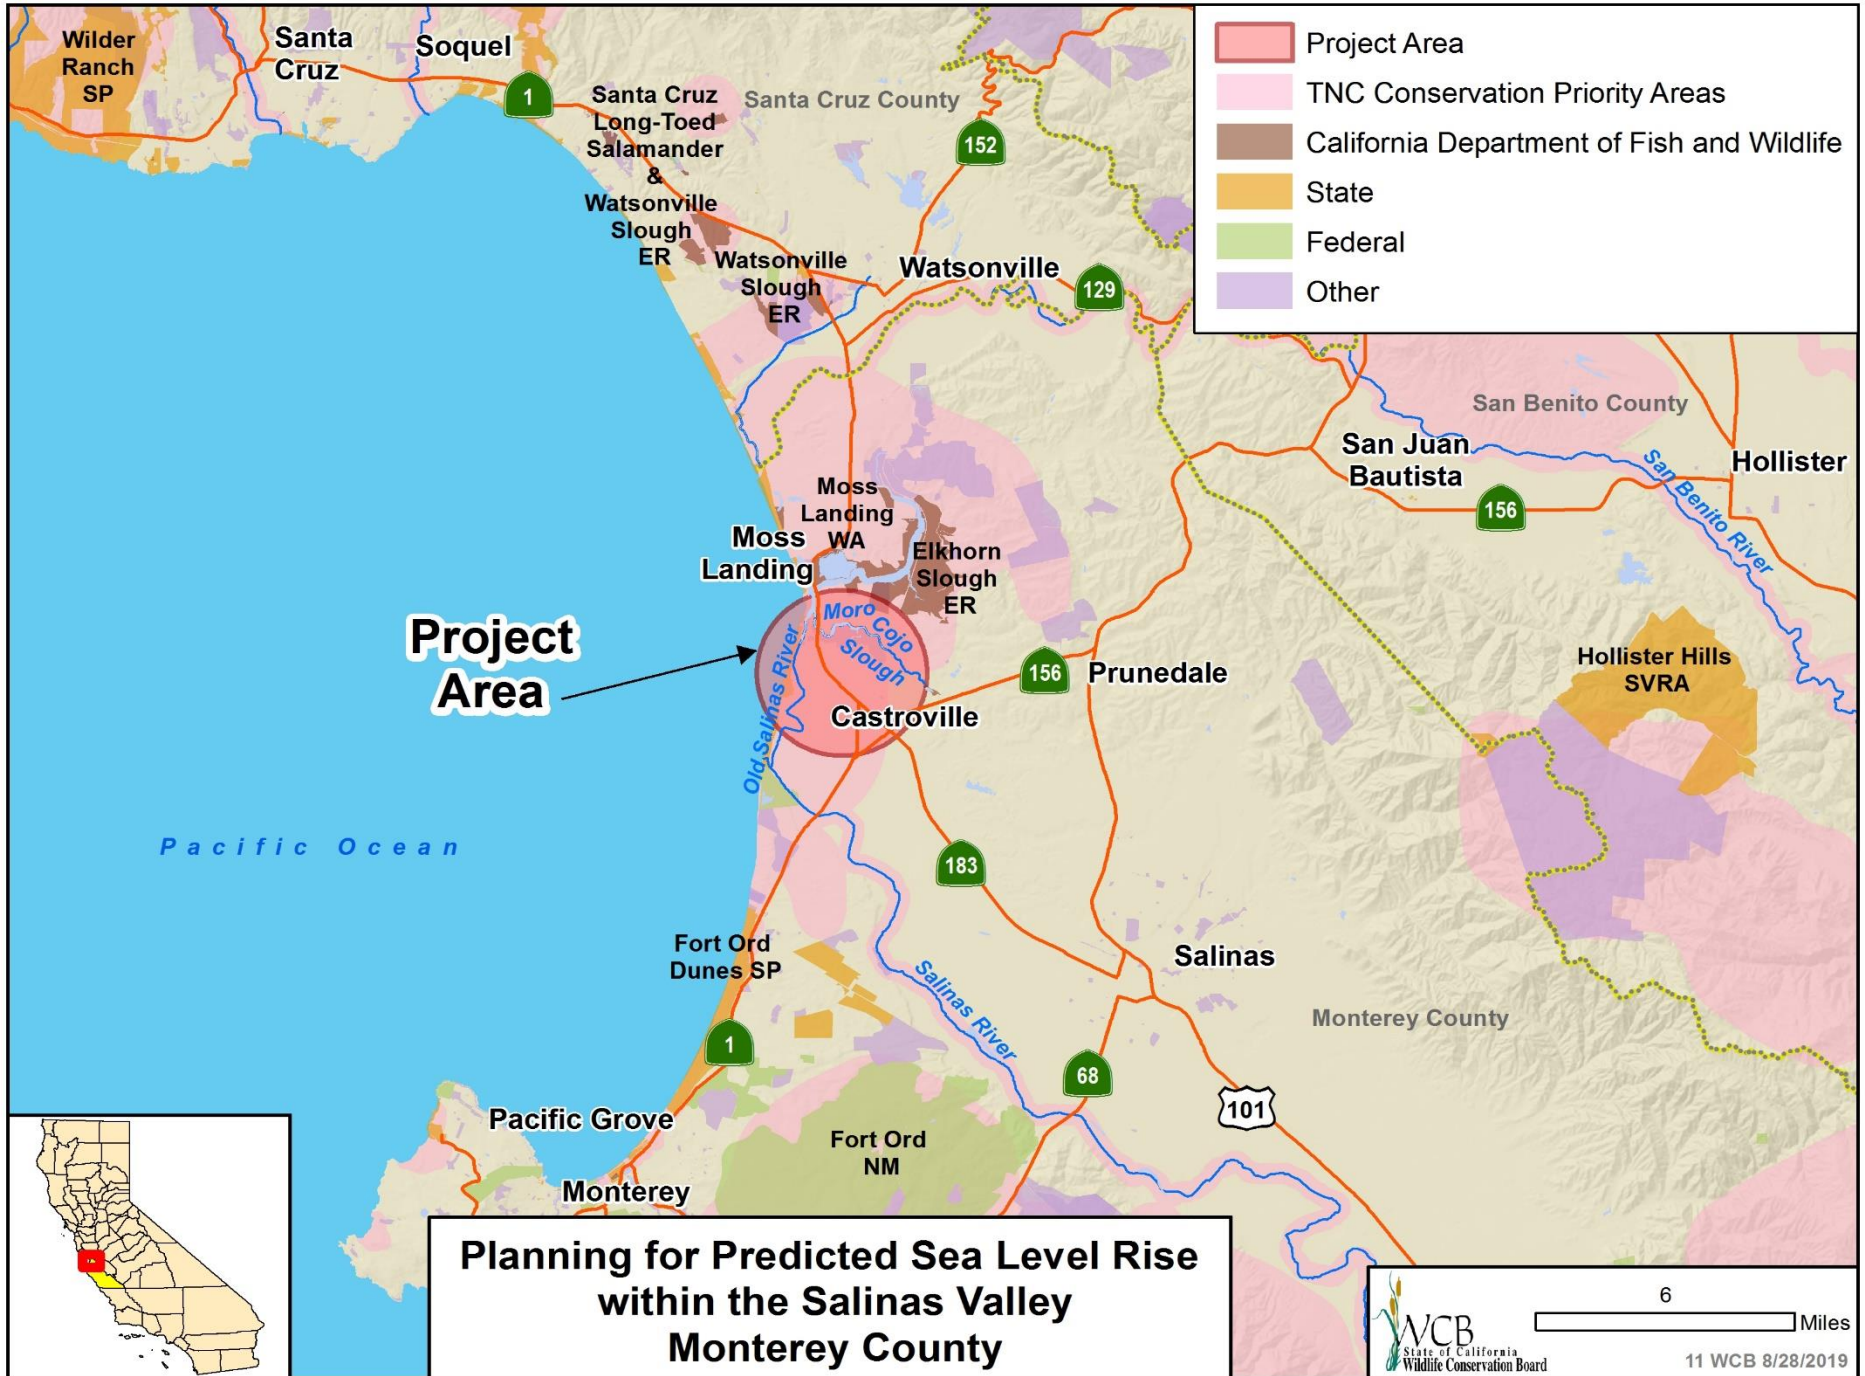 Wilder
Ranch
SP
Santa
Cruz
Soquel
1
Santa Cruz
Long-Toed
Salamander
&
Watsonville
Slough
ER
Santa Cruz County
152
Project Area
TNC Conservation Priority Areas
California Department of Fish and Wildlife
State
Federal
Other
Watsonville
Slough
ER
Watsonville
129
San Benito County
San Juan
Bautista
Hollister
156
San Benito River
Moss
Landing
WA
Moss
Landing
Elkhorn
Slough
ER
Project
Area
Moro Cojo
Slough
Old Salinas River
156
Prunedale
Castroville
Hollister Hills
SVRA
Pacific Ocean
183
Fort Ord
Dunes SP
Salinas River
Salinas
Monterey County
1
68
101
Pacific Grove
Fort Ord
NM
Monterey
Planning for Predicted Sea Level Rise
within the Salinas Valley
Monterey County
WCB
State of California
Wildlife Conservation Board
6
Miles
11 WCB 8/28/2019